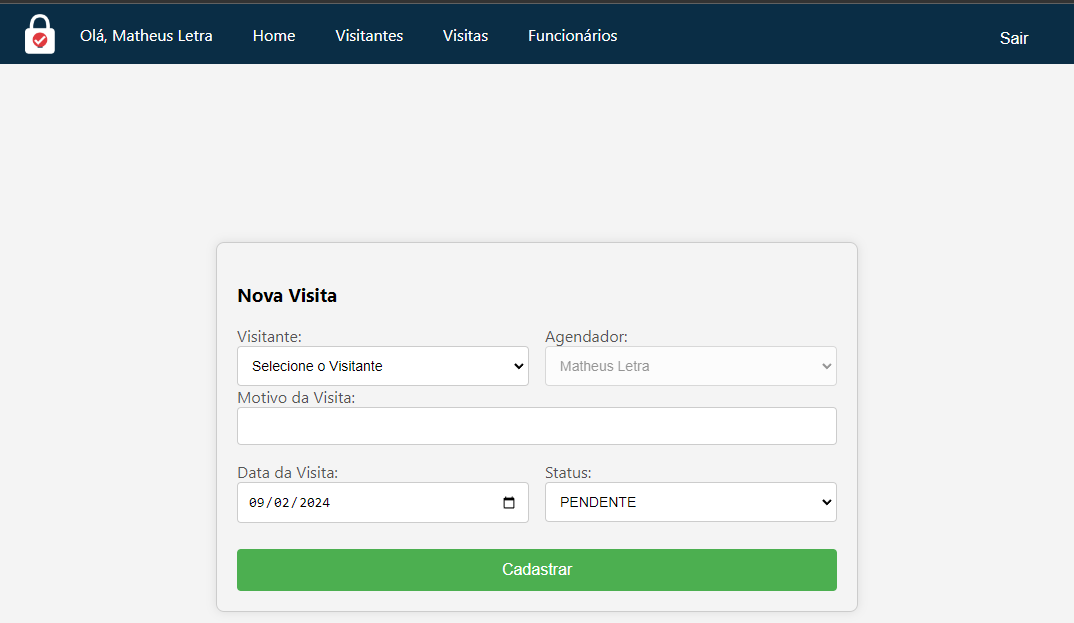 Olá, Matheus Letra Home Visitantes Visitas Funcionários Sair
Nova Visita
Visitante: Agendador:
Selecione o Visitante Matheus Letra
Motivo da Visita:
Data da Visita: Status:
09/02/2024 PENDENTE
Cadastrar